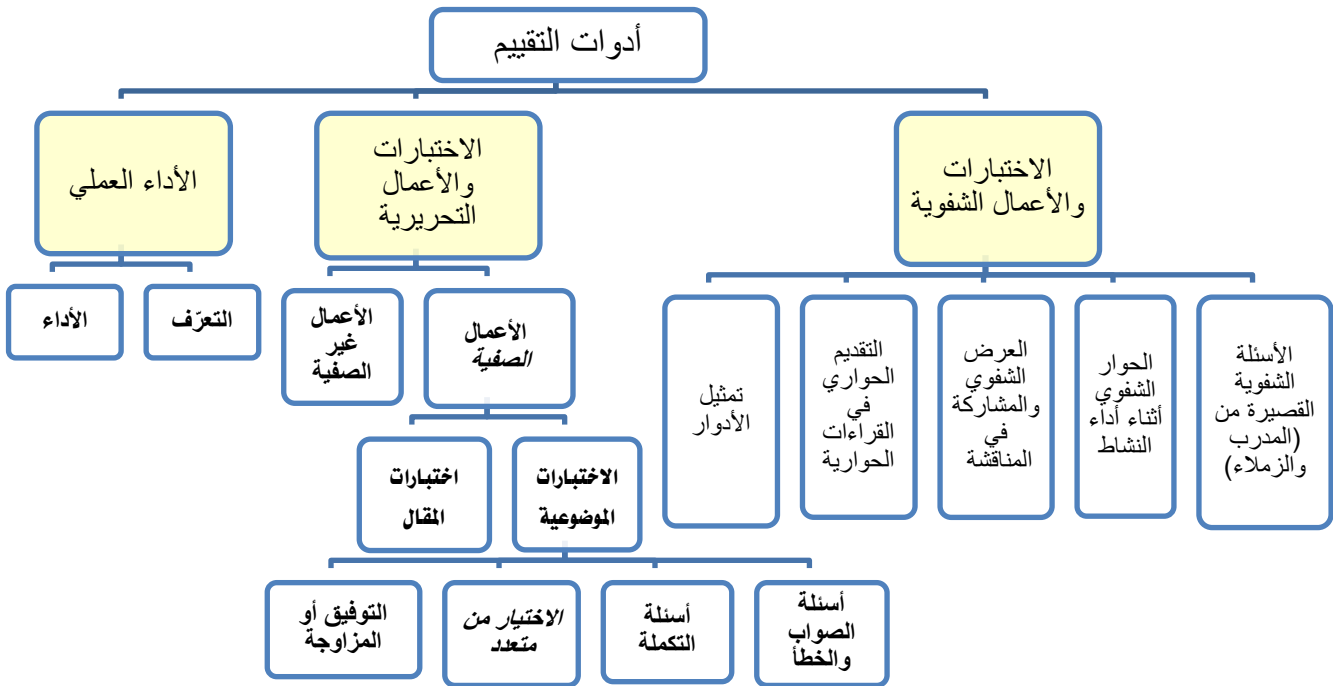 أدوات التقييم
الاختبارات
والأعمال الشفوية
الاختبارات
والأعمال
التحريرية
الأداء العملي
الأسئلة
الشفوية
القصيرة من
(المدرب
والزملاء)
الحوار
الشفوي
أثناء أداء
النشاط
العرض
الشفوي
والمشاركة
في
المناقشة
التقديم
الحواري
في
القراءات
الحوارية
تمثيل
الأدوار
الأعمال
الصفية
الأعمال
غير
الصفية
التعرّف
الأداء
الاختبارات
الموضوعية
اختبارات
المقال
أسئلة
الصواب
والخطأ
أسئلة
التكملة
الاختيار من
متعدد
التوفيق أو
المزاوجة